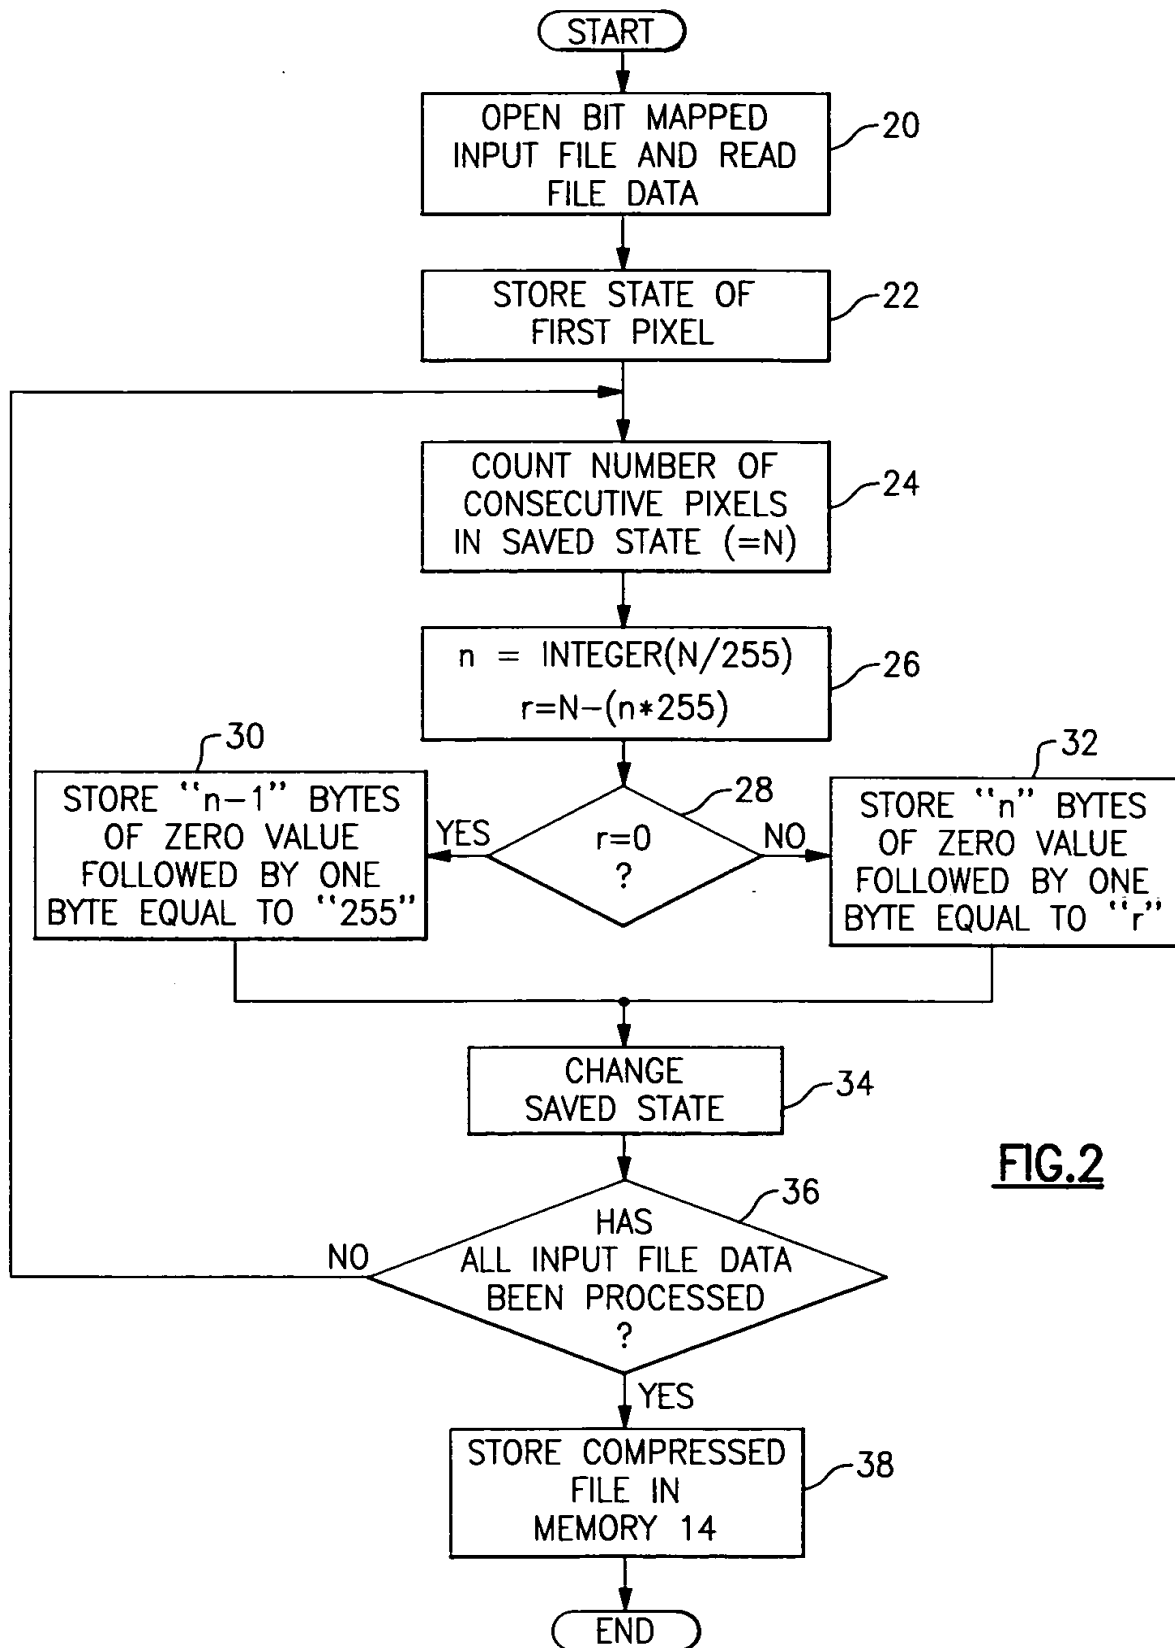 START
OPEN BIT MAPPED
INPUT FILE AND READ
FILE DATA
20
STORE STATE OF
FIRST PIXEL
22
COUNT NUMBER OF
CONSECUTIVE PIXELS
IN SAVED STATE (=N)
24
n = INTEGER(N/255)
r=N-(n*255)
26
30
STORE "n-1" BYTES
OF ZERO VALUE
FOLLOWED BY ONE
BYTE EQUAL TO "255"
YES
r=0
?
28
NO
32
STORE "n" BYTES
OF ZERO VALUE
FOLLOWED BY ONE
BYTE EQUAL TO "r"
CHANGE
SAVED STATE
34
FIG.2
HAS
ALL INPUT FILE DATA
BEEN PROCESSED
?
36
NO
YES
STORE COMPRESSED
FILE IN
MEMORY 14
38
END